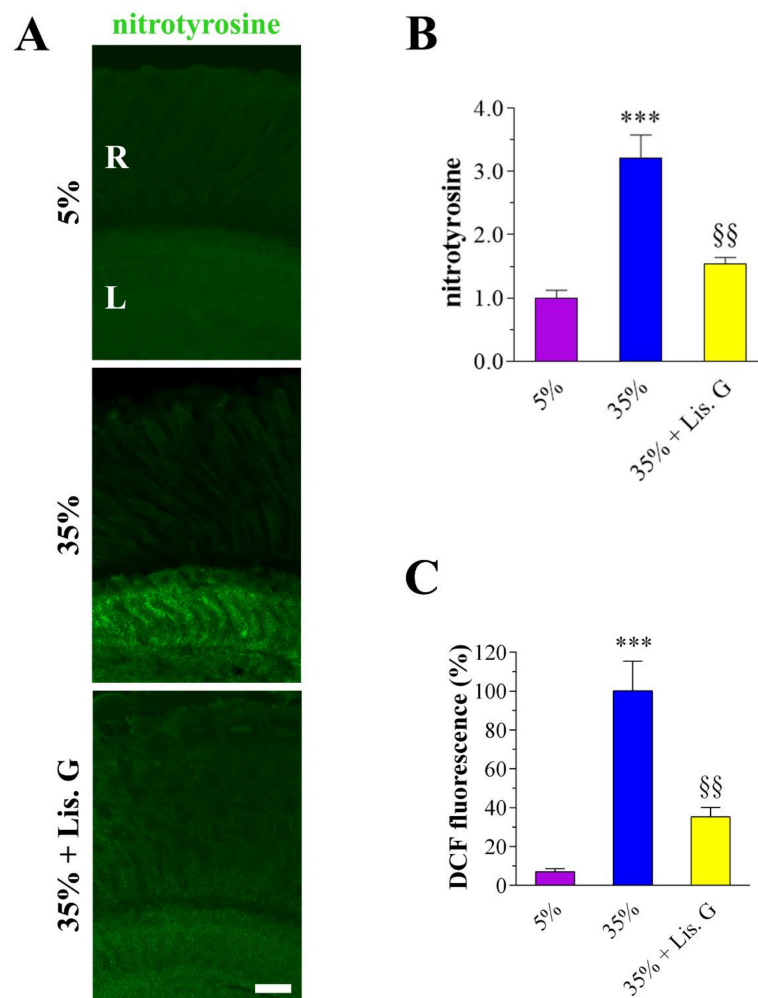 A
nitrotyrosine
5%
R
L
35%
35% + Lis. G
B
nitrotyrosine
4.0
3.0
2.0
1.0
0.0
***
§§
5%
35%
35% + Lis. G
C
DCF fluorescence (%)
120
100
80
60
40
20
0
***
§§
5%
35%
35% + Lis. G